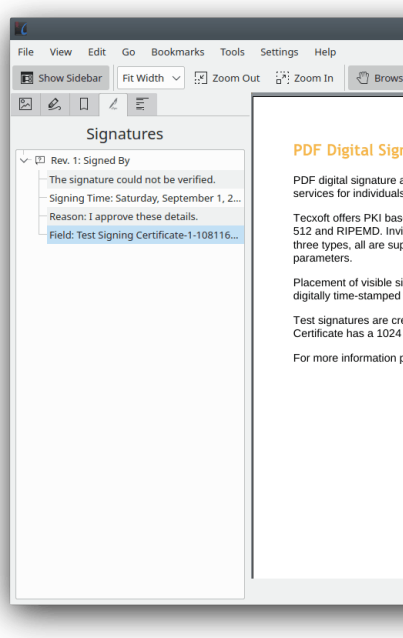 File View Edit Go Bookmarks Tools Settings Help
Show Sidebar Fit Width Zoom Out Zoom In Brows
Signatures
Rev. 1: Signed By
The signature could not be verified.
Signing Time: Saturday, September 1, 2...
Reason: I approve these details.
Field: Test Signing Certificate-1-108116...
PDF Digital Sign
PDF digital signature a
services for individuals
Tecxoft offers PKI bas
512 and RIPEMD. Invi
three types, all are sup
parameters.
Placement of visible si
digitally time-stamped
Test signatures are cre
Certificate has a 1024
For more information p